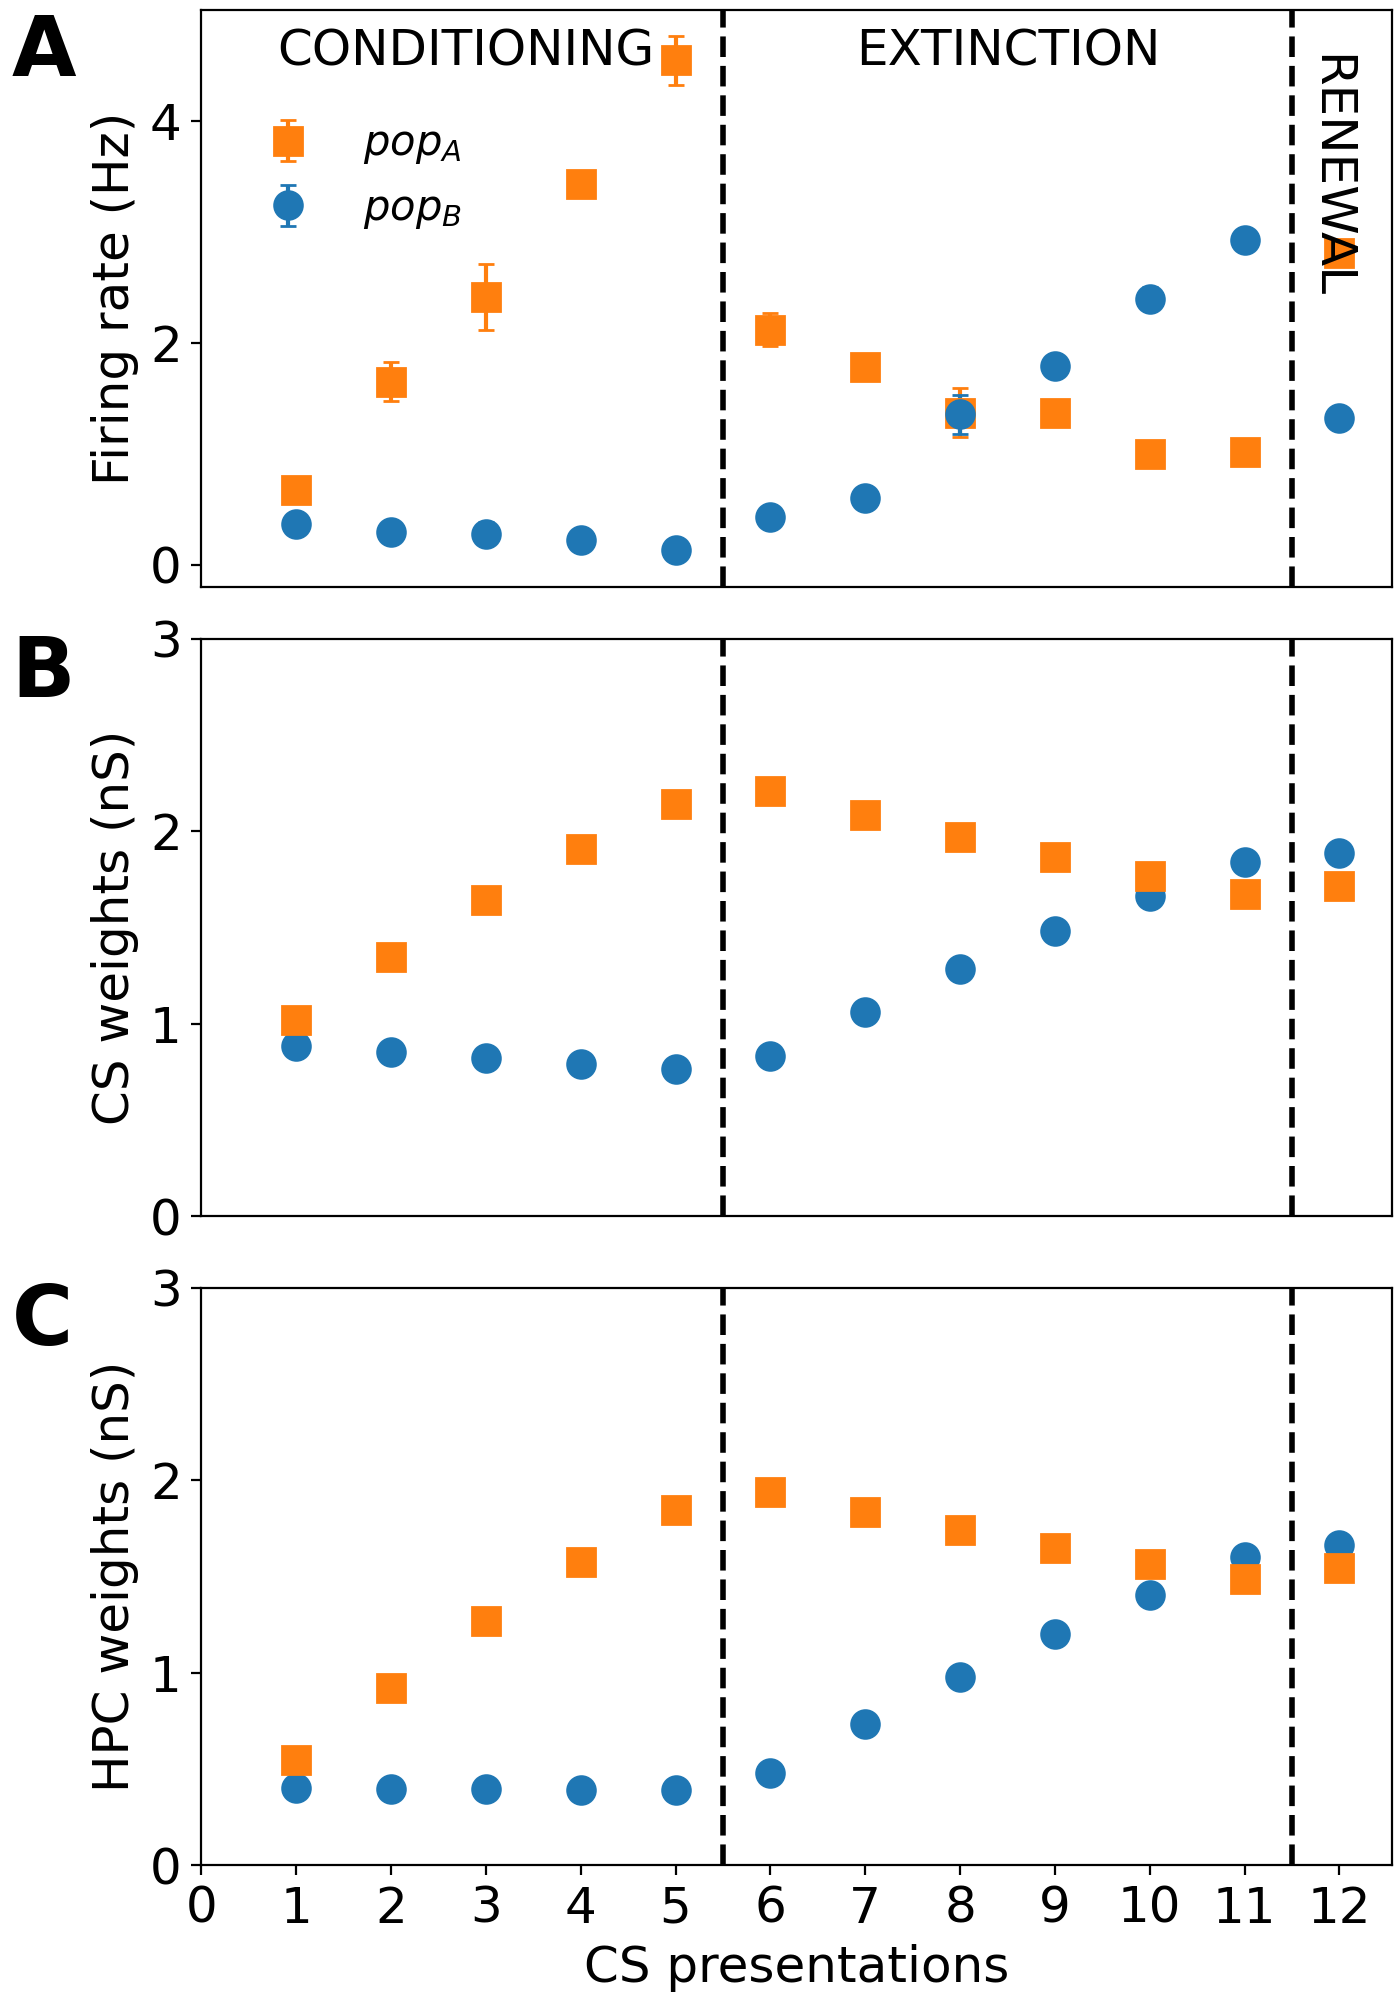 A
CONDITIONING
EXTINCTION
RENEWAL
pop_A
pop_B
Firing rate (Hz)
4
2
0
B
CS weights (nS)
3
2
1
0
C
HPC weights (nS)
3
2
1
0
0 1 2 3 4 5 6 7 8 9 10 11 12
CS presentations